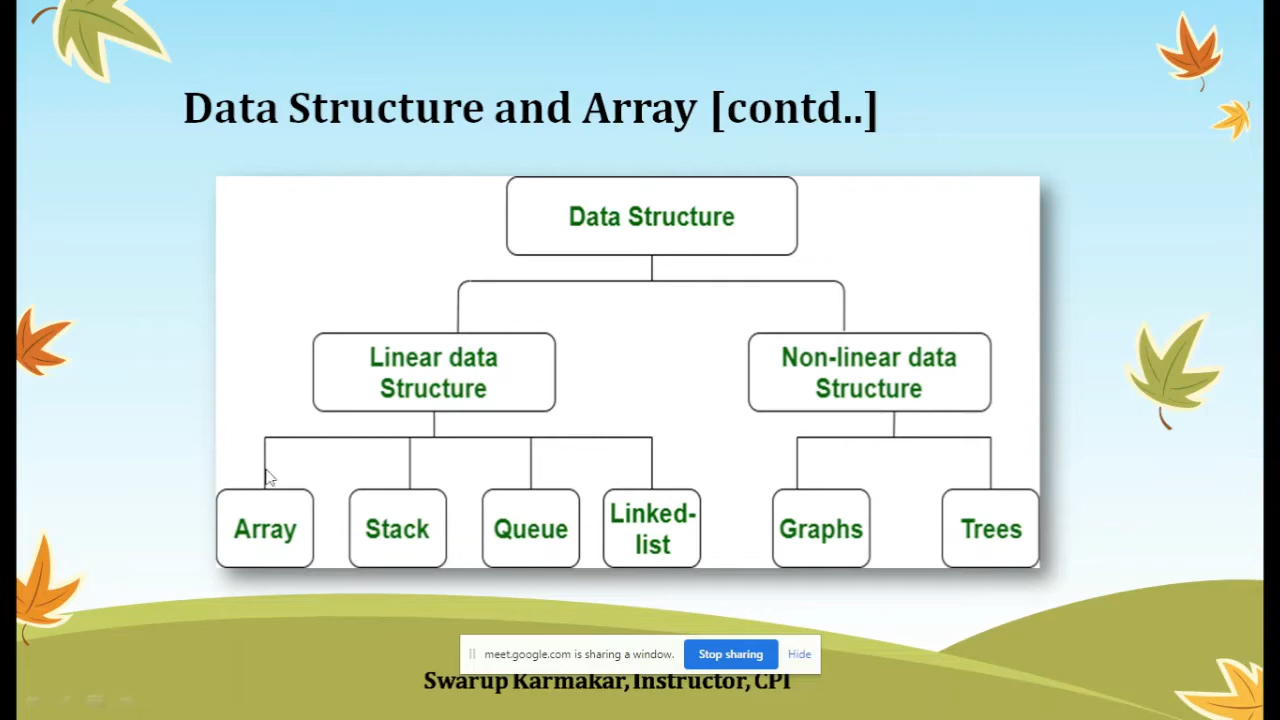 Data Structure and Array [contd..]
Data Structure
Linear data
Structure
Non-linear data
Structure
Array
Stack
Queue
Linked-
list
Graphs
Trees
meet.google.com is sharing a window.
Stop sharing
Hide
Swarup Karmakar, Instructor, CPI